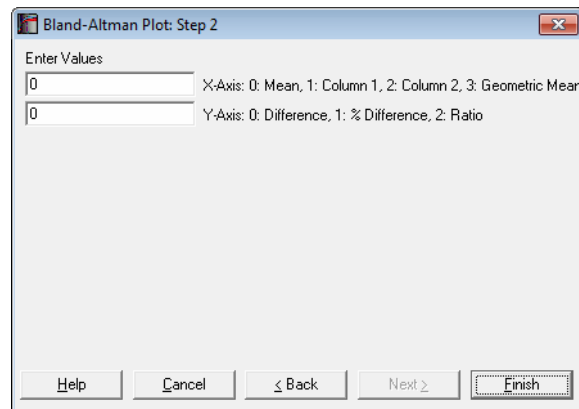 Bland-Altman Plot: Step 2
Enter Values
0 X-Axis: 0: Mean, 1: Column 1, 2: Column 2, 3: Geometric Mean
0 Y-Axis: 0: Difference, 1: % Difference, 2: Ratio
Help Cancel < Back Next > Finish